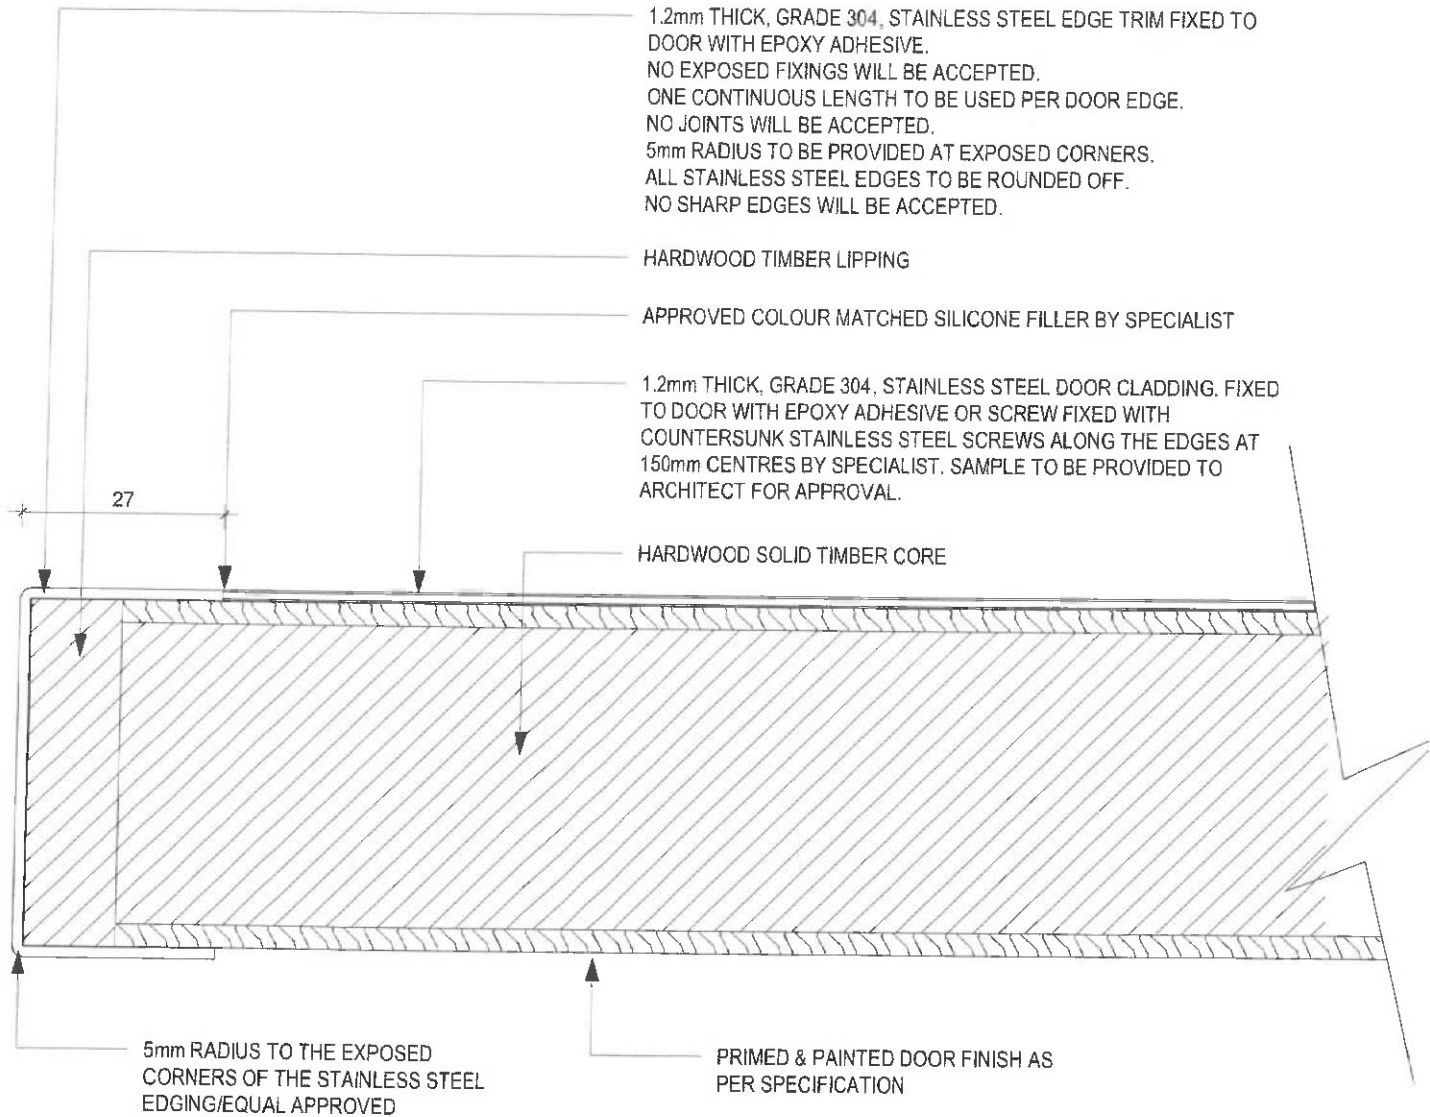 1.2mm THICK, GRADE 304, STAINLESS STEEL EDGE TRIM FIXED TO
DOOR WITH EPOXY ADHESIVE.
NO EXPOSED FIXINGS WILL BE ACCEPTED.
ONE CONTINUOUS LENGTH TO BE USED PER DOOR EDGE.
NO JOINTS WILL BE ACCEPTED.
5mm RADIUS TO BE PROVIDED AT EXPOSED CORNERS.
ALL STAINLESS STEEL EDGES TO BE ROUNDED OFF.
NO SHARP EDGES WILL BE ACCEPTED.
HARDWOOD TIMBER LIPPING
APPROVED COLOUR MATCHED SILICONE FILLER BY SPECIALIST
1.2mm THICK, GRADE 304, STAINLESS STEEL DOOR CLADDING. FIXED
TO DOOR WITH EPOXY ADHESIVE OR SCREW FIXED WITH
COUNTERSUNK STAINLESS STEEL SCREWS ALONG THE EDGES AT
150mm CENTRES BY SPECIALIST. SAMPLE TO BE PROVIDED TO
ARCHITECT FOR APPROVAL.
27
HARDWOOD SOLID TIMBER CORE
5mm RADIUS TO THE EXPOSED
CORNERS OF THE STAINLESS STEEL
EDGING/EQUAL APPROVED
PRIMED & PAINTED DOOR FINISH AS
PER SPECIFICATION